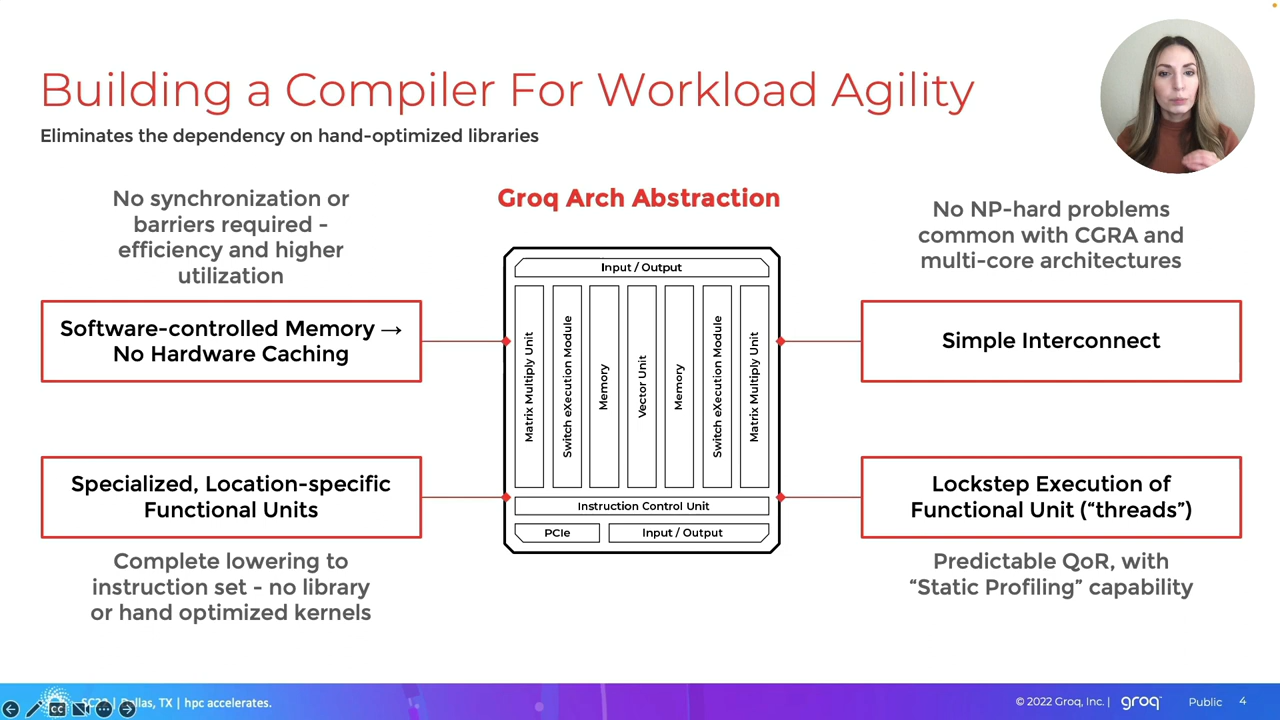 Building a Compiler For Workload Agility
Eliminates the dependency on hand-optimized libraries
No synchronization or
barriers required -
efficiency and higher
utilization
Software-controlled Memory →
No Hardware Caching
Specialized, Location-specific
Functional Units
Complete lowering to
instruction set - no library
or hand optimized kernels
Groq Arch Abstraction
Input / Output
Matrix Multiply Unit
Switch eXecution Module
Memory
Vector Unit
Memory
Switch eXecution Module
Matrix Multiply Unit
Instruction Control Unit
PCIe
Input / Output
No NP-hard problems
common with CGRA and
multi-core architectures
Simple Interconnect
Lockstep Execution of
Functional Unit (“threads”)
Predictable QoR, with
“Static Profiling” capability
TX | hpc accelerates.
CC
© 2022 Groq, Inc. |
groq
Public
4